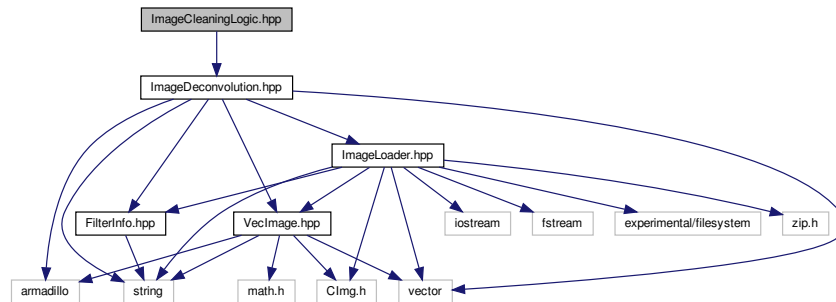 ImageCleaningLogic.hpp
ImageDeconvolution.hpp
ImageLoader.hpp
FilterInfo.hpp
VecImage.hpp
iostream
fstream
experimental/filesystem
zip.h
armadillo
string
math.h
CImg.h
vector